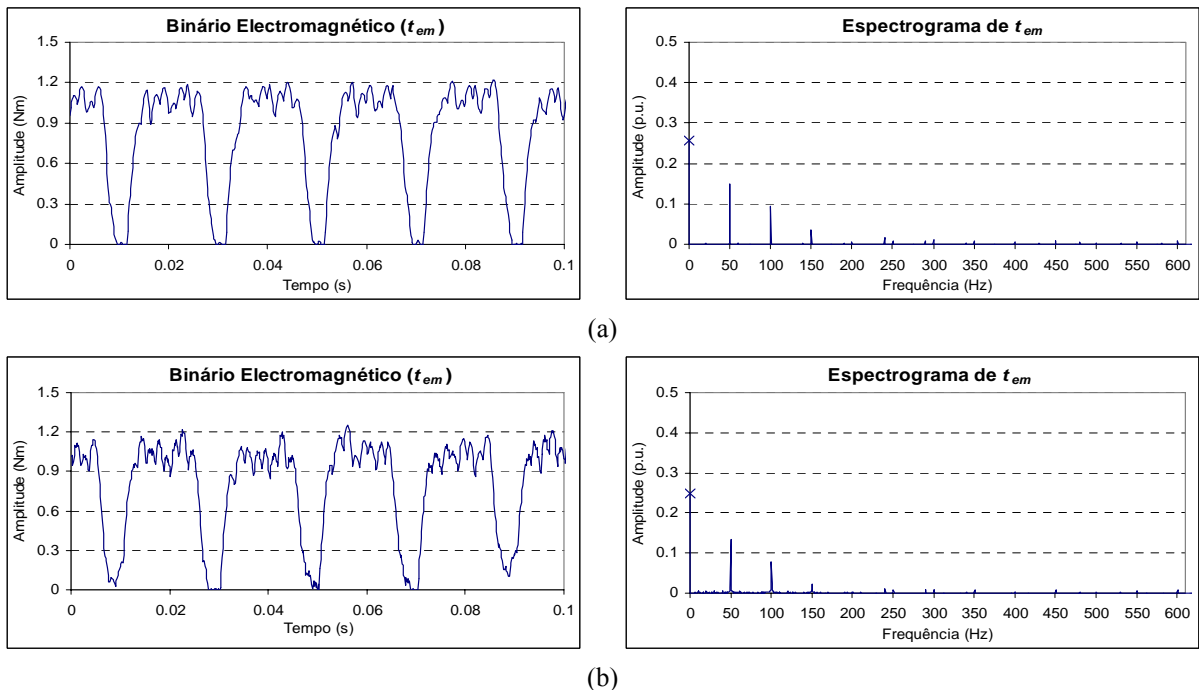 Binário Electromagnético (t em)
Amplitude (Nm)
1.5
1.2
0.9
0.6
0.3
0
0 0.02 0.04 0.06 0.08 0.1
Tempo (s)
Espectrograma de t em
Amplitude (p.u.)
0.5
0.4
0.3
0.2
0.1
0
0 50 100 150 200 250 300 350 400 450 500 550 600
Frequência (Hz)
(a)
Binário Electromagnético (t em)
Amplitude (Nm)
1.5
1.2
0.9
0.6
0.3
0
0 0.02 0.04 0.06 0.08 0.1
Tempo (s)
Espectrograma de t em
Amplitude (p.u.)
0.5
0.4
0.3
0.2
0.1
0
0 50 100 150 200 250 300 350 400 450 500 550 600
Frequência (Hz)
(b)